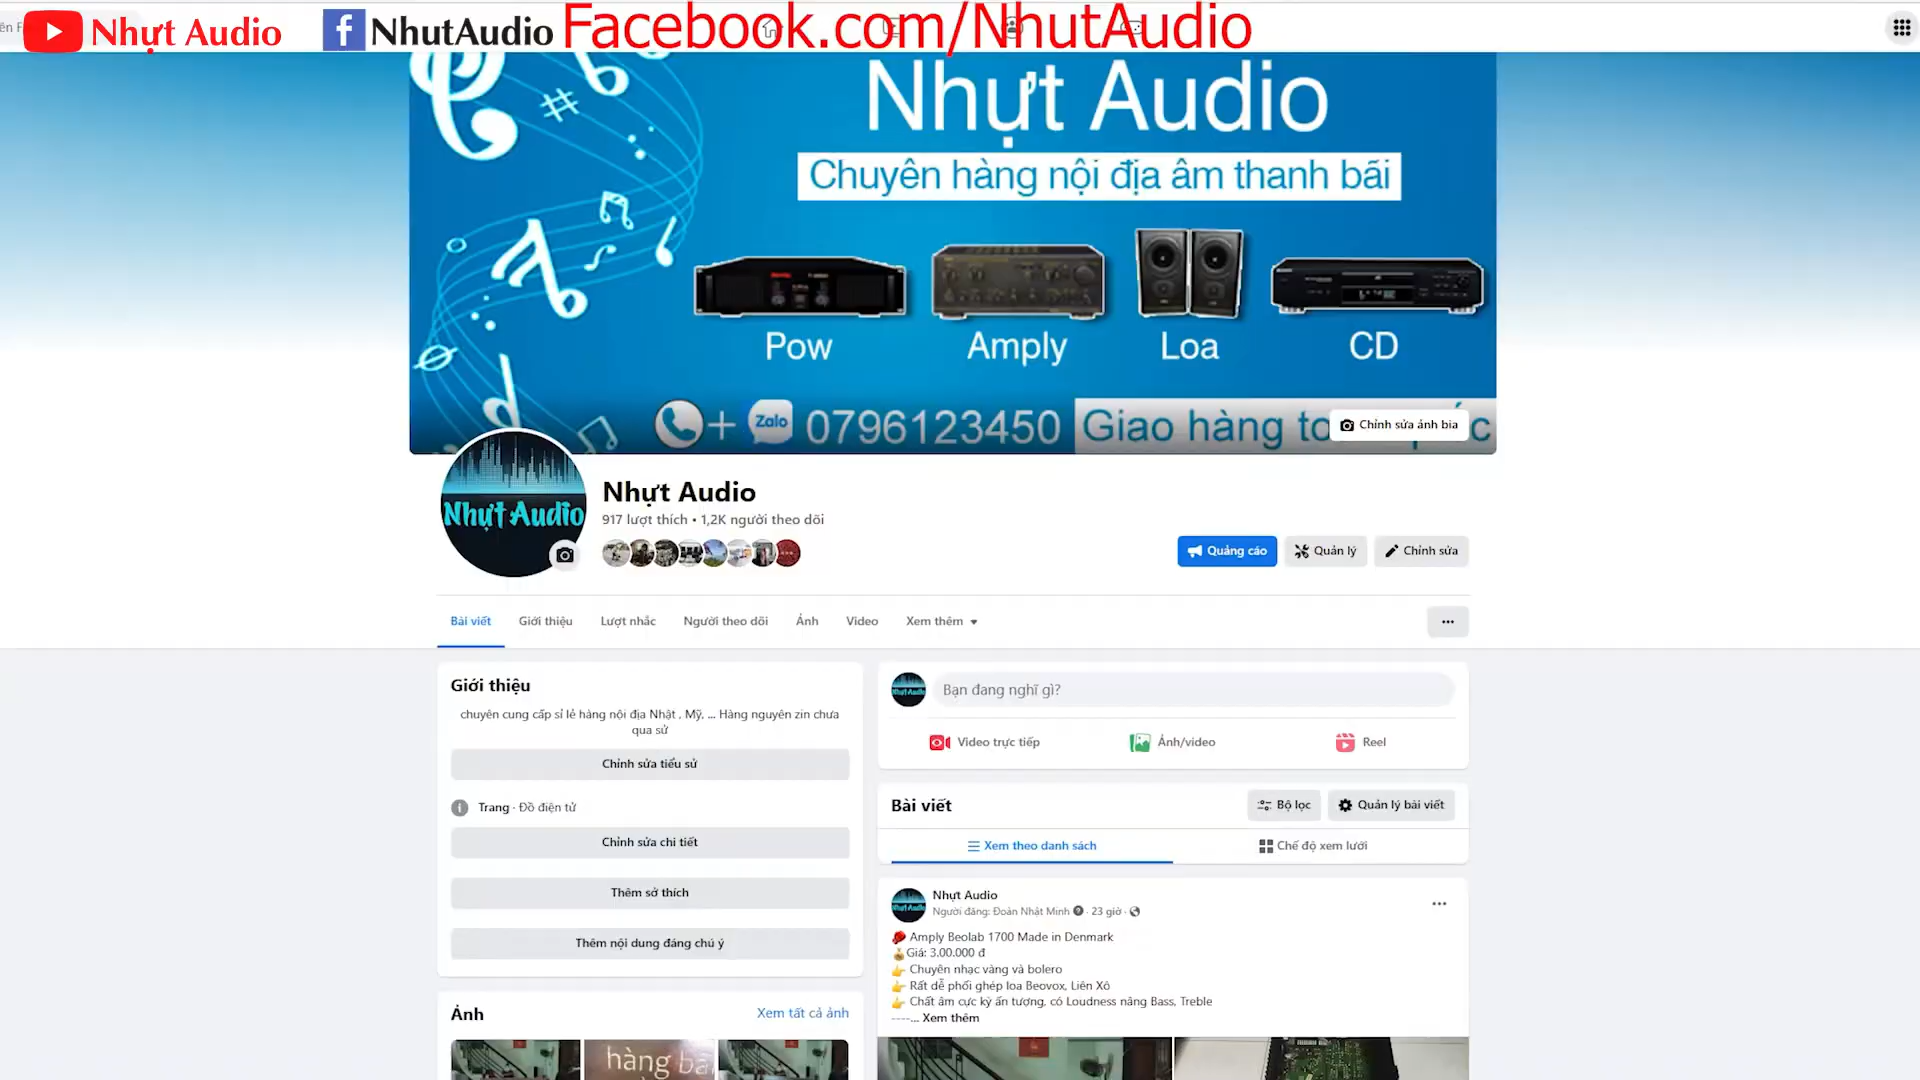 Nhựt Audio
NhutAudio
Facebook.com/NhutAudio
Nhựt Audio
Chuyên hàng nội địa âm thanh bãi
Pow
Amply
Loa
CD
+ Zalo 0796123450
Giao hàng
Chỉnh sửa ảnh bìa
Nhựt Audio
Nhựt Audio
917 lượt thích • 1,2K người theo dõi
Quảng cáo
Quản lý
Chỉnh sửa
Bài viết
Giới thiệu
Lượt nhắc
Người theo dõi
Ảnh
Video
Xem thêm
Giới thiệu
chuyên cung cấp sỉ lẻ hàng nội địa Nhật , Mỹ, ... Hàng nguyên zin chưa
qua sử
Chỉnh sửa tiểu sử
Trang · Đồ điện tử
Chỉnh sửa chi tiết
Thêm sở thích
Thêm nội dung đáng chú ý
Ảnh
Xem tất cả ảnh
hàng bã
Bạn đang nghĩ gì?
Video trực tiếp
Ảnh/video
Reel
Bài viết
Bộ lọc
Quản lý bài viết
Xem theo danh sách
Chế độ xem lưới
Nhựt Audio
Người đăng: Đoàn Nhật Minh · 23 giờ ·
Amply Beolab 1700 Made in Denmark
Giá: 3.00.000 đ
Chuyên nhạc vàng và bolero
Rất dễ phối ghép loa Beovox, Liên Xô
Chất âm cực kỳ ấn tượng, có Loudness nâng Bass, Treble
----... Xem thêm